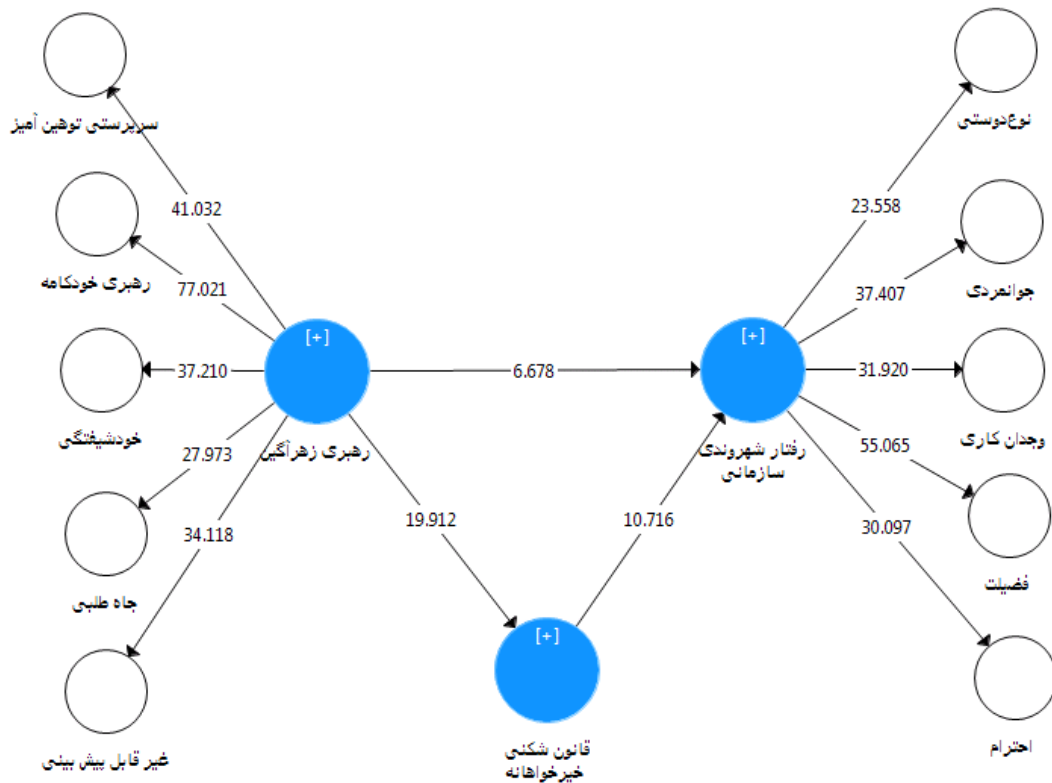 سرپرستی توهین آمیز
نوع‌دوستی
41.032
23.558
رهبری خودکامه
جوانمردی
77.021
37.407
[+]
[+]
37.210
6.678
31.920
خودشیفتگی
رهبری زهرآگین
رفتار شهروندی
سازمانی
وجدان کاری
27.973
55.065
34.118
19.912
10.716
30.097
جاه طلبی
فضیلت
[+]
غیر قابل پیش بینی
قانون شکنی
خیرخواهانه
احترام